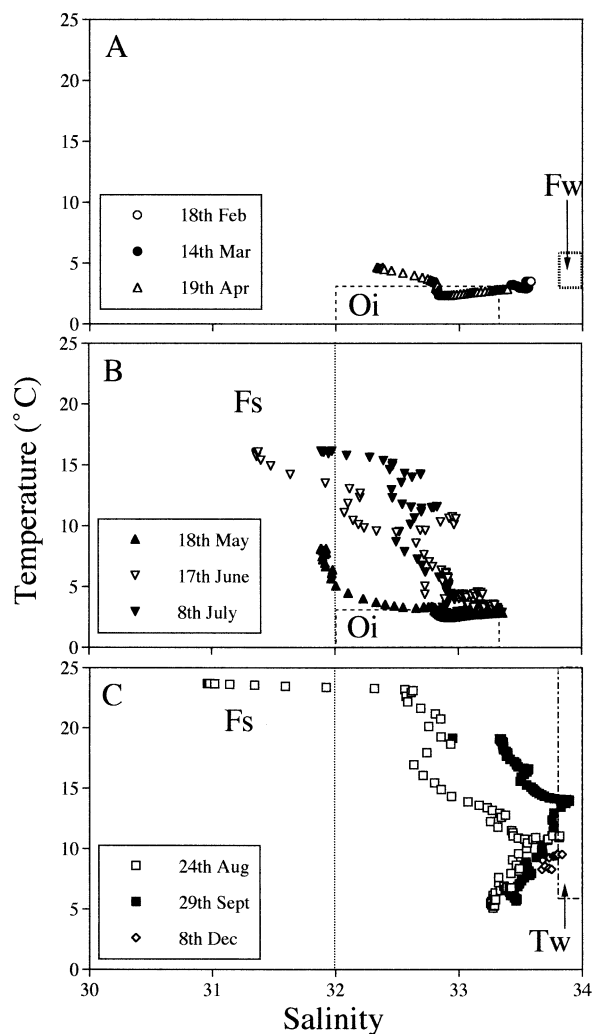 25
A
20
15
Fw
10
18th Feb
14th Mar
5
19th Apr
Oi
0
25
B
20
Fs
15
10
18th May
17th June
5
8th July
Oi
0
25
C
Fs
20
15
24th Aug
10
29th Sept
8th Dec
5
Tw
0
30 31 32 33 34
Salinity
Temperature (°C)